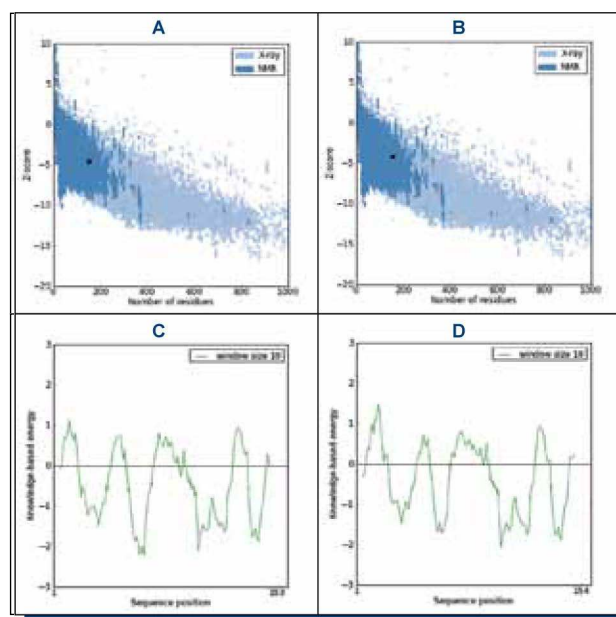 A
B
10
5
0
−5
−10
−15
−20
Z-score
X-ray
NMR
0
200
400
600
800
1000
Number of residues
10
5
0
−5
−10
−15
−20
Z-score
X-ray
NMR
0
200
400
600
800
1000
Number of residues
C
D
3
2
1
0
−1
−2
−3
Knowledge-based energy
window size 10
1
Sequence position
3
2
1
0
−1
−2
−3
Knowledge-based energy
window size 10
1
Sequence position